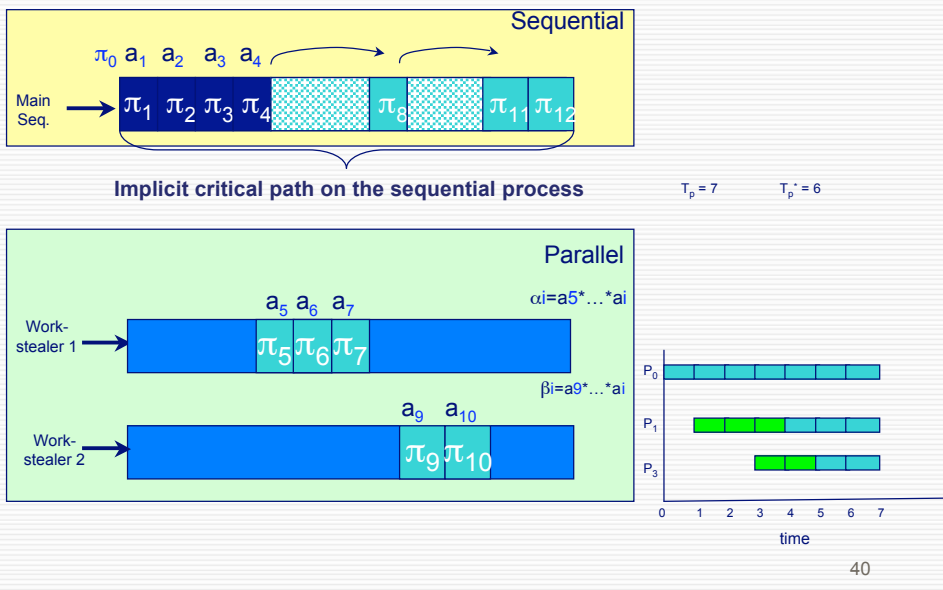 Sequential
π₀ a₁ a₂ a₃ a₄
Main
Seq.
π₁ π₂ π₃ π₄ π₈ π₁₁ π₁₂
Implicit critical path on the sequential process
Tₚ = 7 Tₚ* = 6
Parallel
a₅ a₆ a₇
αi=a5*…*ai
Work-
stealer 1
π₅ π₆ π₇
βi=a9*…*ai
a₉ a₁₀
Work-
stealer 2
π₉ π₁₀
P₀
P₁
P₃
0 1 2 3 4 5 6 7
time
40